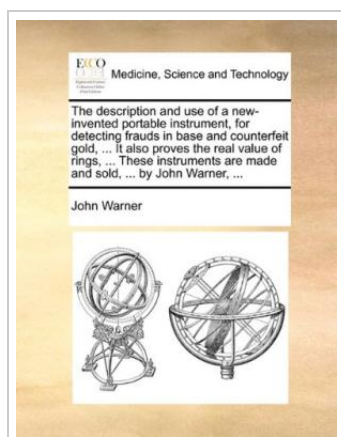 ECCO
Medicine, Science and Technology
The description and use of a new-
invented portable instrument, for
detecting frauds in base and counterfeit
gold, ... It also proves the real value of
rings, ... These instruments are made
and sold, ... by John Warner, ...
John Warner